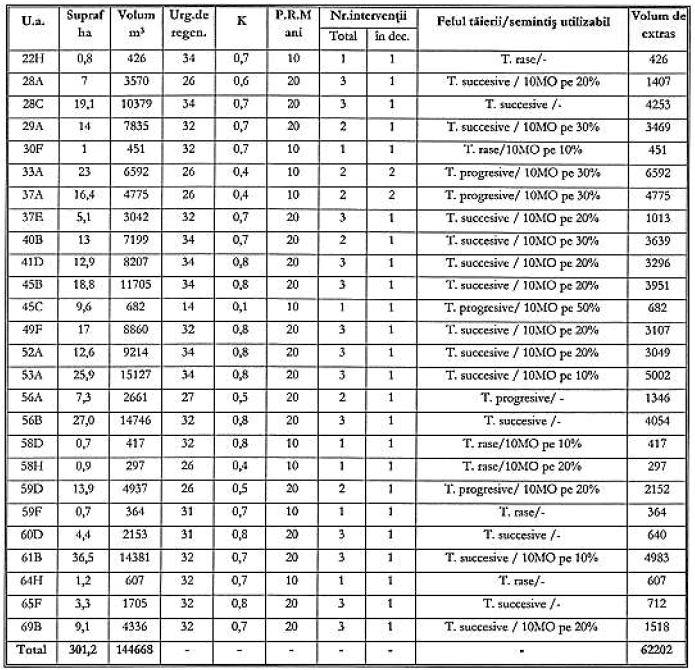 U.a. Supraf ha Volum m³ Urg.de regen. K P.R.M ani Nr.intervenții Felul tăierii/semintiș utilizabil Volum de extras
Total în dec.
22H 0,8 426 34 0,7 10 1 1 T. rase/- 426
28A 7 3570 26 0,6 20 3 1 T. succesive / 10MO pe 20% 1407
28C 19,1 10379 34 0,7 20 3 1 T. succesive /- 4253
29A 14 7835 32 0,7 20 2 1 T. succesive / 10MO pe 30% 3469
30F 1 451 32 0,7 10 1 1 T. rase/10MO pe 10% 451
33A 23 6592 26 0,4 10 2 2 T. progresive/ 10MO pe 30% 6592
37A 16,4 4775 26 0,4 10 2 2 T. progresive/ 10MO pe 30% 4775
37E 5,1 3042 32 0,7 20 3 1 T. succesive / 10MO pe 20% 1013
40B 13 7199 34 0,7 20 2 1 T. succesive / 10MO pe 30% 3639
41D 12,9 8207 34 0,8 20 3 1 T. succesive / 10MO pe 20% 3296
45B 18,8 11705 34 0,8 20 3 1 T. succesive / 10MO pe 20% 3951
45C 9,6 682 14 0,1 10 1 1 T. progresive/ 10MO pe 50% 682
49F 17 8860 32 0,8 20 3 1 T. succesive / 10MO pe 20% 3107
52A 12,6 9214 34 0,8 20 3 1 T. succesive / 10MO pe 20% 3049
53A 25,9 15127 34 0,8 20 3 1 T. succesive / 10MO pe 10% 5002
56A 7,3 2661 27 0,5 20 2 1 T. progresive/ - 1346
56B 27,0 14746 32 0,8 20 3 1 T. succesive /- 4054
58D 0,7 417 32 0,8 10 1 1 T. rase/10MO pe 10% 417
58H 0,9 297 26 0,4 10 1 1 T. rase/10MO pe 20% 297
59D 13,9 4937 26 0,5 20 2 1 T. progresive/ 10MO pe 20% 2152
59F 0,7 364 31 0,7 10 1 1 T. rase/- 364
60D 4,4 2153 31 0,8 20 3 1 T. succesive /- 640
61B 36,5 14381 32 0,7 20 3 1 T. succesive / 10MO pe 10% 4983
64H 1,2 607 32 0,7 10 1 1 T. rase/- 607
65F 3,3 1705 32 0,8 20 3 1 T. succesive /- 712
69B 9,1 4336 32 0,7 20 3 1 T. succesive / 10MO pe 20% 1518
Total 301,2 144668 - - - - - - 62202